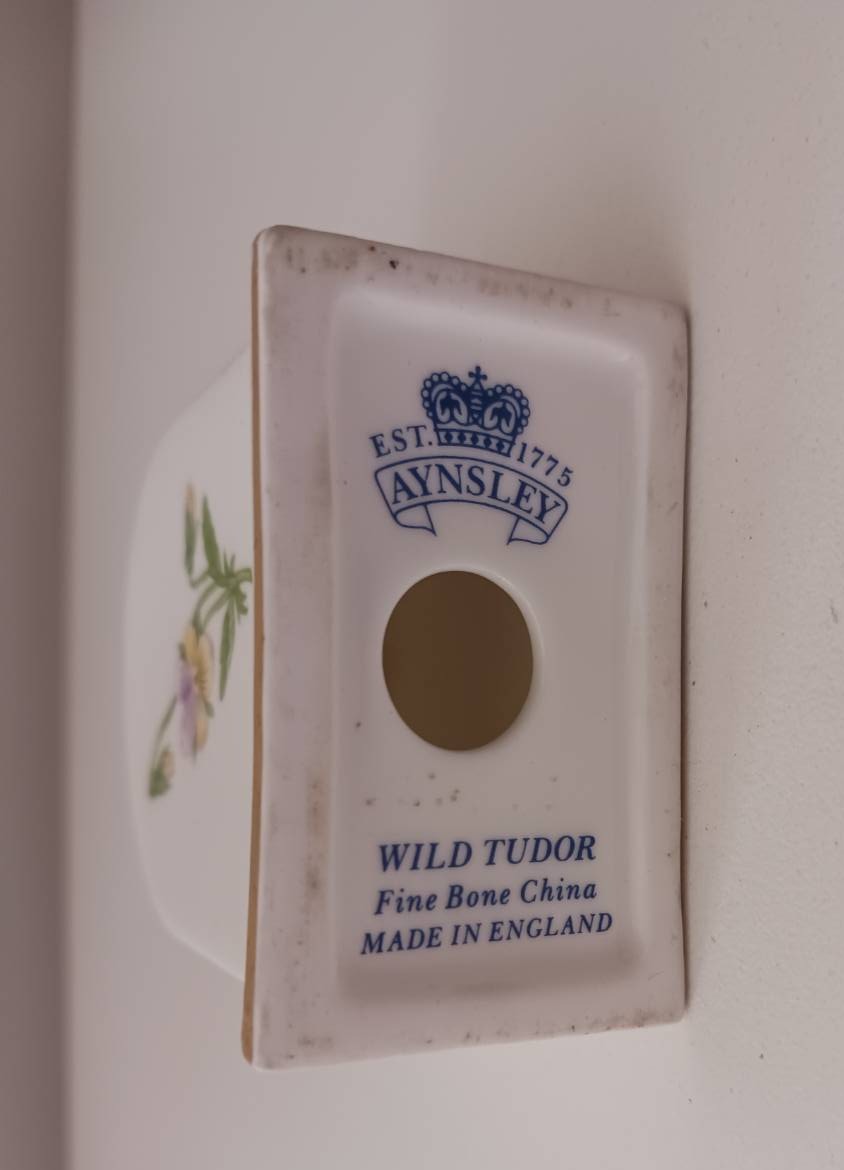 EST. 1775
AYNSLEY
WILD TUDOR
Fine Bone China
MADE IN ENGLAND